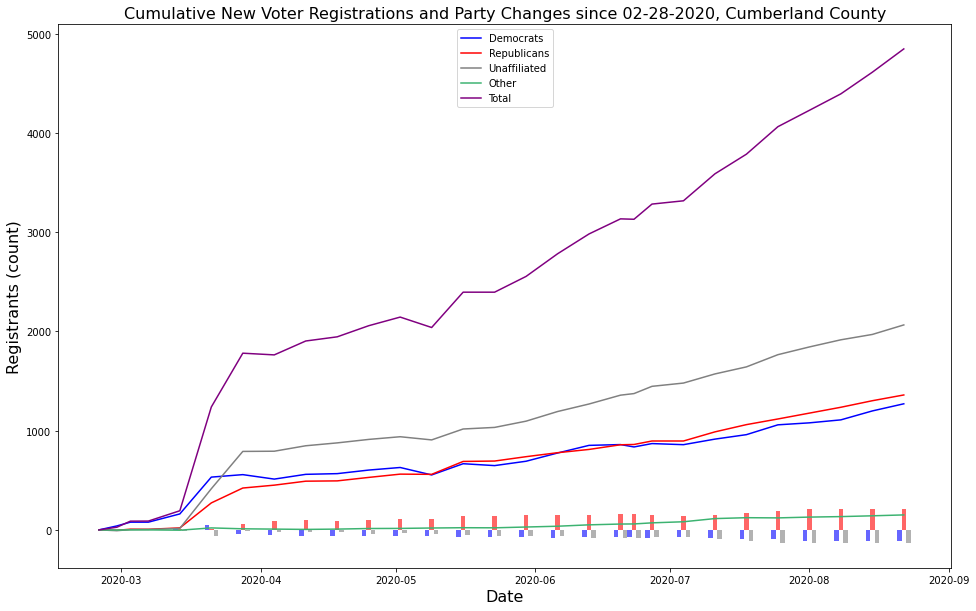 Cumulative New Voter Registrations and Party Changes since 02-28-2020, Cumberland County
Democrats
Republicans
Unaffiliated
Other
Total
Registrants (count)
5000
4000
3000
2000
1000
0
2020-03
2020-04
2020-05
2020-06
2020-07
2020-08
2020-09
Date